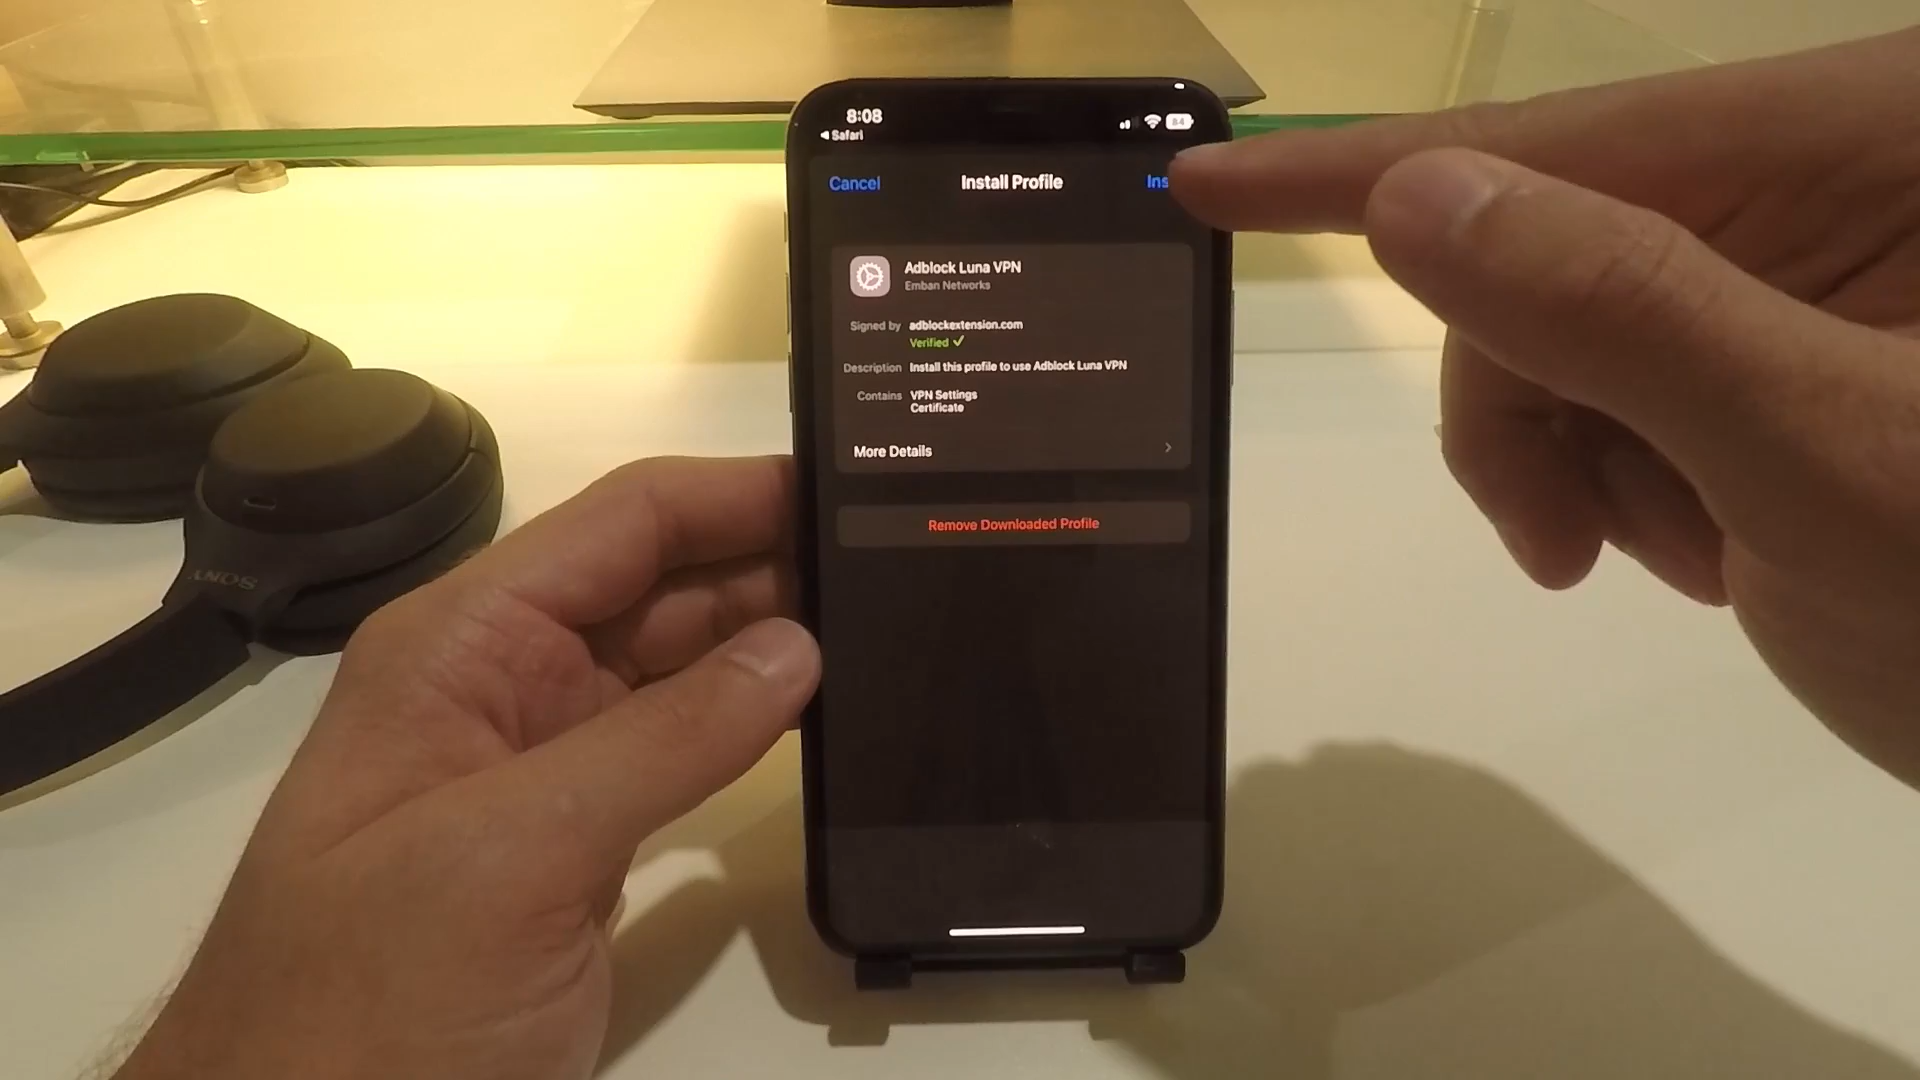 8:08
84
Safari
Cancel
Install Profile
Ins
Adblock Luna VPN
Emban Networks
Signed by adblockextension.com
Verified ✓
Description Install this profile to use Adblock Luna VPN
Contains VPN Settings
Certificate
More Details
Remove Downloaded Profile
SONY